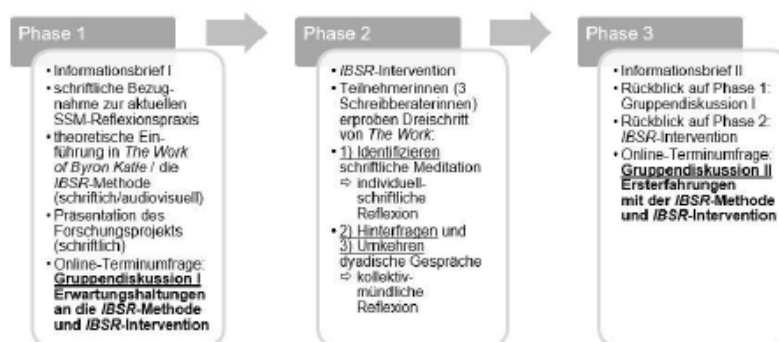 Phase 1
• Informationsbrief I
• schriftliche Bezug-
nahme zur aktuellen
SSM-Reflexionspraxis
• theoretische Ein-
führung in The Work
of Byron Katie / die
IBSR-Methode
(schriftlich/audiovisuell)
• Präsentation des
Forschungsprojekts
(schriftlich)
• Online-Terminumfrage:
Gruppendiskussion I
Erwartungshaltungen
an die IBSR-Methode
und IBSR-Intervention
Phase 2
• IBSR-Intervention
• Teilnehmerinnen (3
Schreibberaterinnen)
erproben Dreischritt
von The Work:
• 1) Identifizieren
schriftliche Meditation
⇨ individuell-
schriftliche
Reflexion
• 2) Hinterfragen und
3) Umkehren
dyadische Gespräche
⇨ kollektiv-
mündliche
Reflexion
Phase 3
• Informationsbrief II
• Rückblick auf Phase 1:
Gruppendiskussion I
• Rückblick auf Phase 2:
IBSR-Intervention
• Online-Terminumfrage:
Gruppendiskussion II
Ersterfahrungen
mit der IBSR-Methode
und IBSR-Intervention